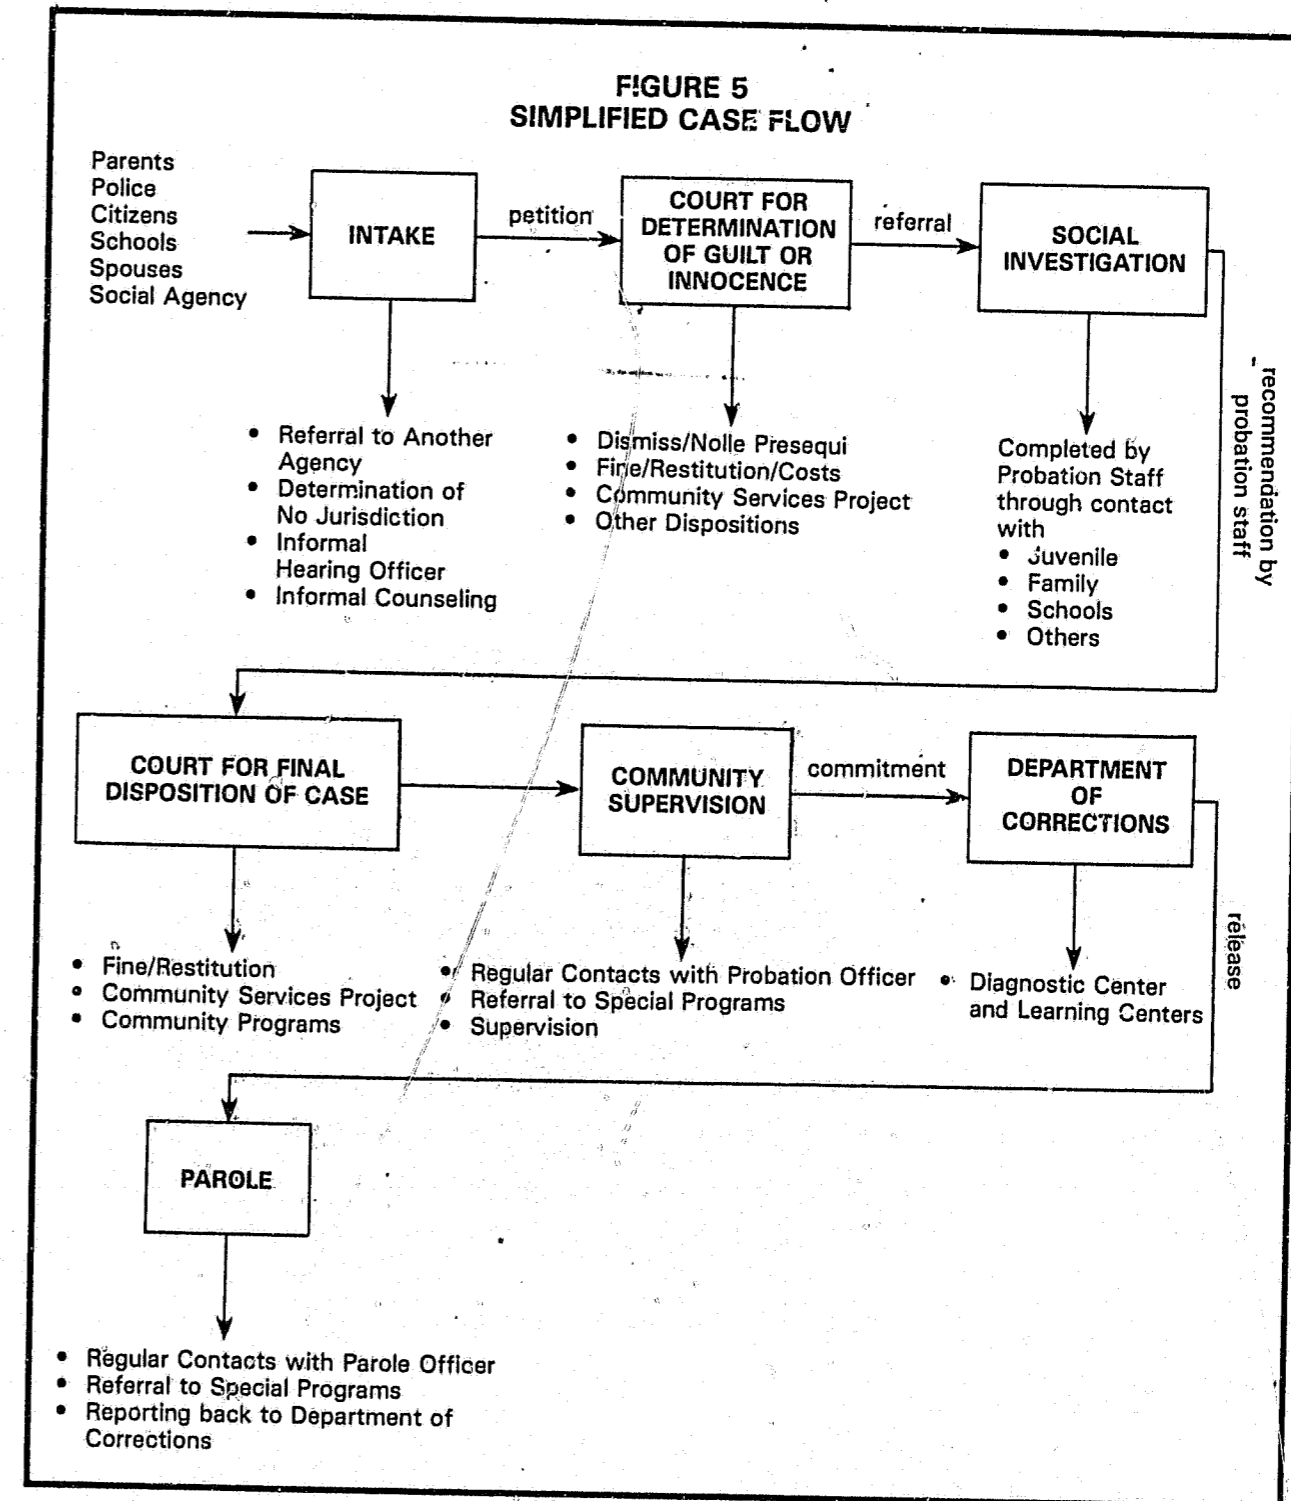 FIGURE 5
SIMPLIFIED CASE FLOW
Parents
Police
Citizens
Schools
Spouses
Social Agency
INTAKE
petition
COURT FOR
DETERMINATION
OF GUILT OR
INNOCENCE
referral
SOCIAL
INVESTIGATION
recommendation by
probation staff
• Referral to Another
Agency
• Determination of
No Jurisdiction
• Informal
Hearing Officer
• Informal Counseling
• Dismiss/Nolle Presequi
• Fine/Restitution/Costs
• Community Services Project
• Other Dispositions
Completed by
Probation Staff
through contact
with
• Juvenile
• Family
• Schools
• Others
COURT FOR FINAL
DISPOSITION OF CASE
COMMUNITY
SUPERVISION
commitment
DEPARTMENT
OF
CORRECTIONS
release
• Fine/Restitution
• Community Services Project
• Community Programs
• Regular Contacts with Probation Officer
• Referral to Special Programs
• Supervision
• Diagnostic Center
and Learning Centers
PAROLE
• Regular Contacts with Parole Officer
• Referral to Special Programs
• Reporting back to Department of
Corrections